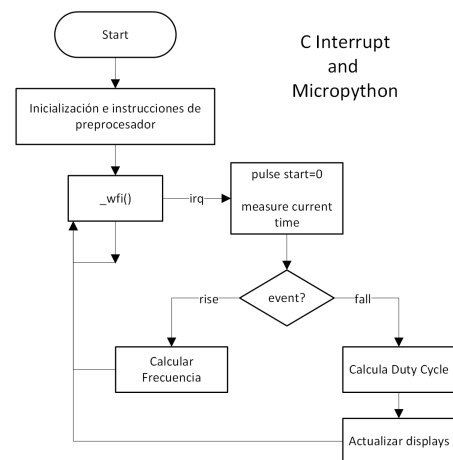 Start
C Interrupt
and
Micropython
Inicialización e instrucciones de
preprocesador
_wfi()
irq
pulse start=0
measure current
time
event?
rise
fall
Calcular
Frecuencia
Calcula Duty Cycle
Actualizar displays